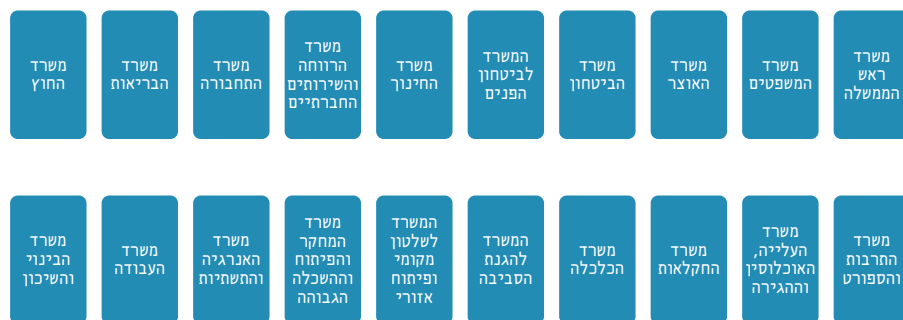 משרד
ראש
הממשלה
משרד
המשפטים
משרד
האוצר
משרד
הביטחון
המשרד
לביטחון
הפנים
משרד
החינוך
משרד
הרווחה
והשירותים
החברתיים
משרד
התחבורה
משרד
הבריאות
משרד
החוץ
משרד
התרבות
והספורט
משרד
העלייה,
האוכלוסין
וההגירה
משרד
החקלאות
משרד
הכלכלה
המשרד
להגנת
הסביבה
המשרד
לשלטון
מקומי
ופיתוח
אזורי
משרד
המחקר
והפיתוח
וההשכלה
הגבוהה
משרד
האנרגיה
והתשתיות
משרד
העבודה
משרד
הבינוי
והשיכון